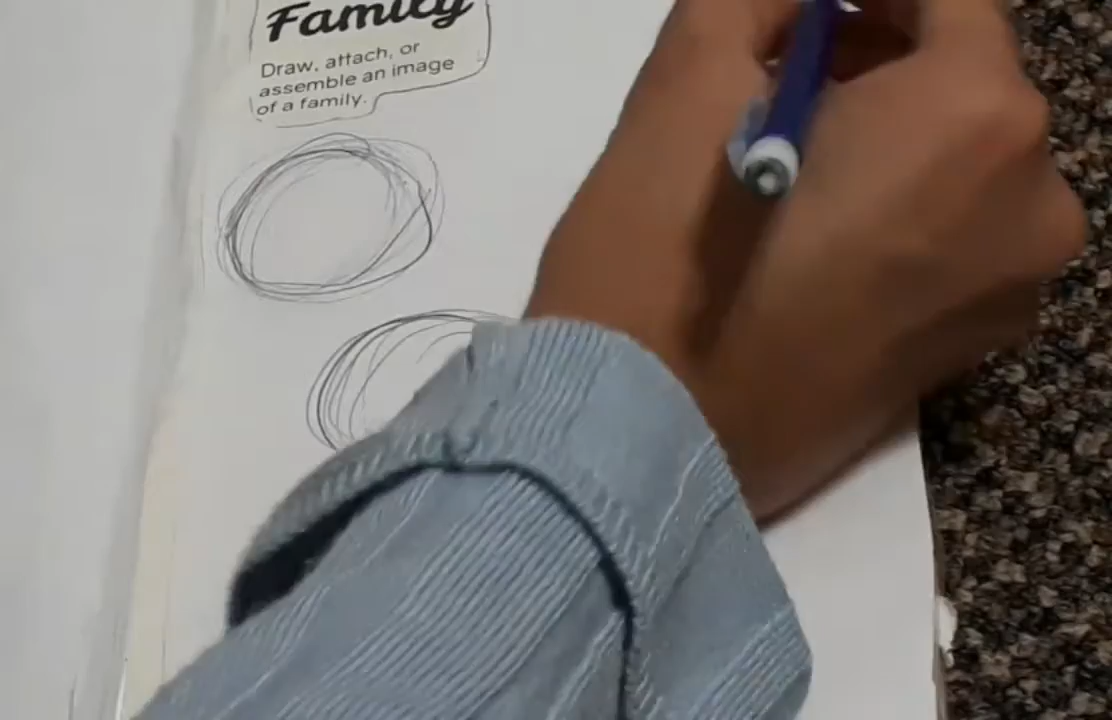 Family
Draw, attach, or
assemble an image
of a family.